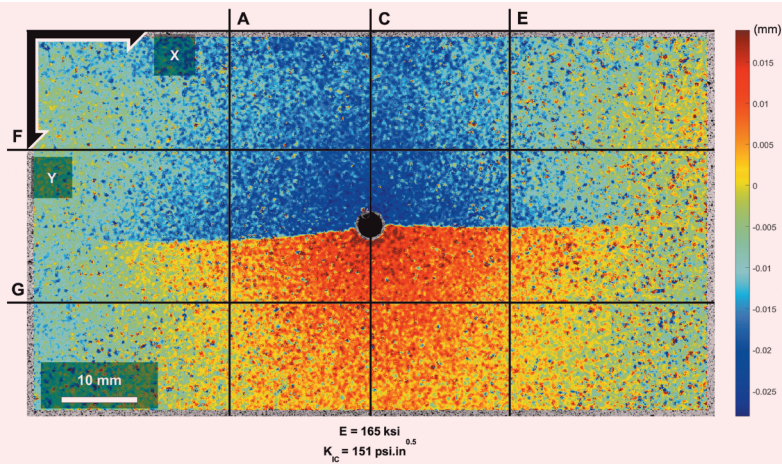 A C E
(mm)
X
0.015
0.01
F
0.005
Y
0
-0.005
-0.01
G
-0.015
-0.02
10 mm
-0.025
E = 165 ksi
K_IC = 151 psi.in^0.5